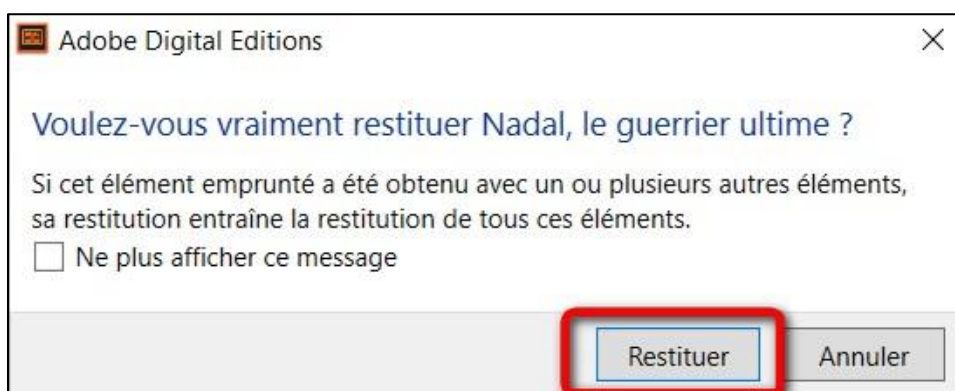 Adobe Digital Editions
Voulez-vous vraiment restituer Nadal, le guerrier ultime ?
Si cet élément emprunté a été obtenu avec un ou plusieurs autres éléments,
sa restitution entraîne la restitution de tous ces éléments.
Ne plus afficher ce message
Restituer
Annuler